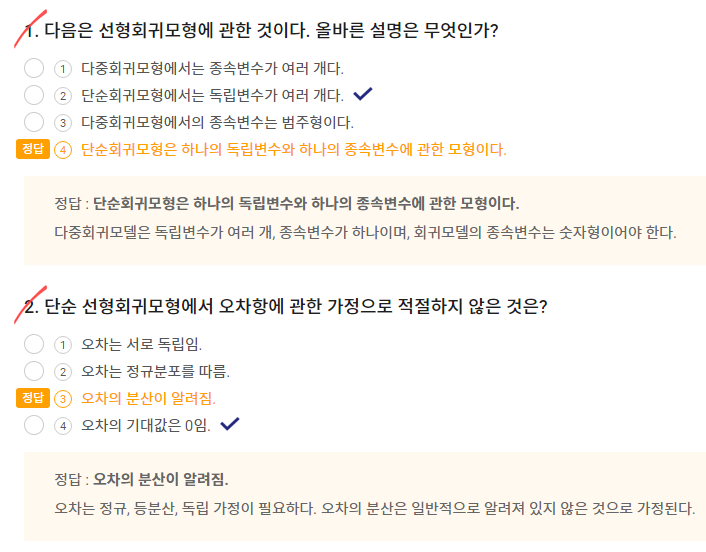 1. 다음은 선형회귀모형에 관한 것이다. 올바른 설명은 무엇인가?
1 다중회귀모형에서는 종속변수가 여러 개다.
2 단순회귀모형에서는 독립변수가 여러 개다.
3 다중회귀모형에서의 종속변수는 범주형이다.
정답 4 단순회귀모형은 하나의 독립변수와 하나의 종속변수에 관한 모형이다.
정답 : 단순회귀모형은 하나의 독립변수와 하나의 종속변수에 관한 모형이다.
다중회귀모델은 독립변수가 여러 개, 종속변수가 하나이며, 회귀모델의 종속변수는 숫자형이어야 한다.
2. 단순 선형회귀모형에서 오차항에 관한 가정으로 적절하지 않은 것은?
1 오차는 서로 독립임.
2 오차는 정규분포를 따름.
정답 3 오차의 분산이 알려짐.
4 오차의 기대값은 0임.
정답 : 오차의 분산이 알려짐.
오차는 정규, 등분산, 독립 가정이 필요하다. 오차의 분산은 일반적으로 알려져 있지 않은 것으로 가정된다.